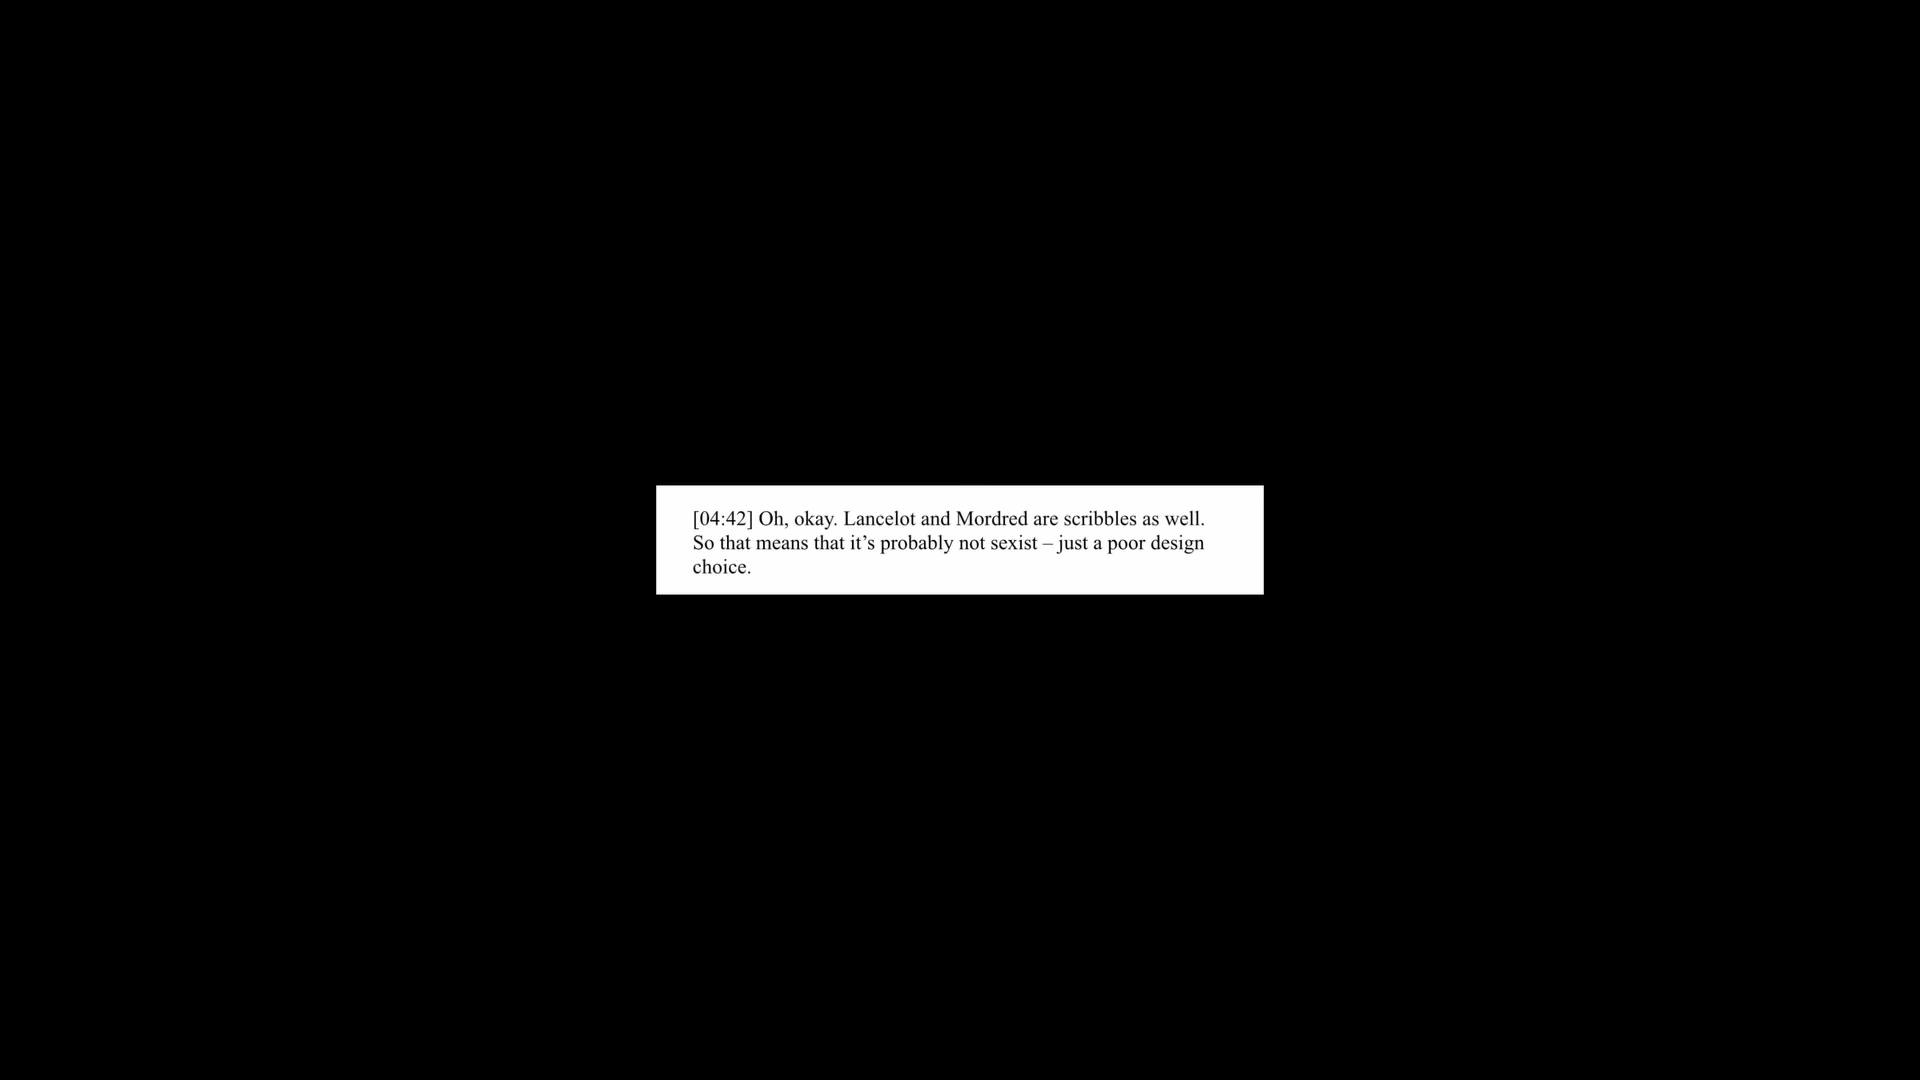 [04:42] Oh, okay. Lancelot and Mordred are scribbles as well.
So that means that it’s probably not sexist – just a poor design
choice.